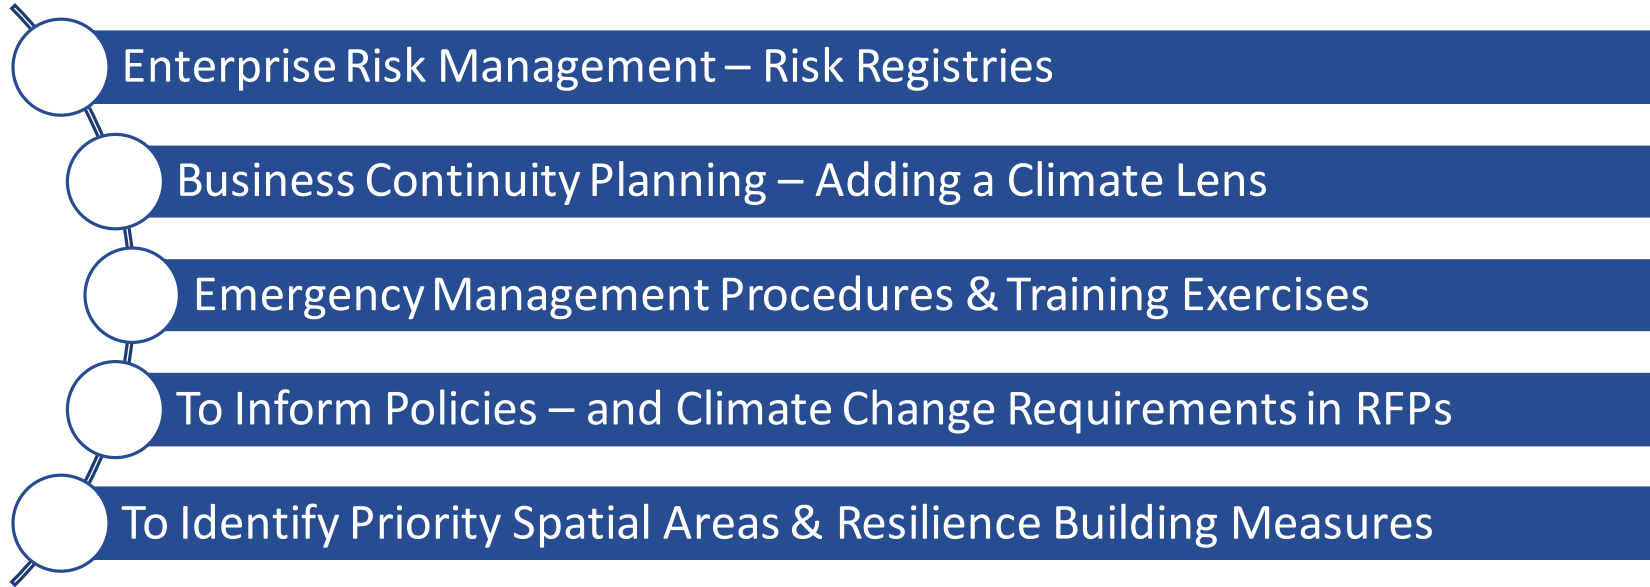 Enterprise Risk Management – Risk Registries
Business Continuity Planning – Adding a Climate Lens
Emergency Management Procedures & Training Exercises
To Inform Policies – and Climate Change Requirements in RFPs
To Identify Priority Spatial Areas & Resilience Building Measures